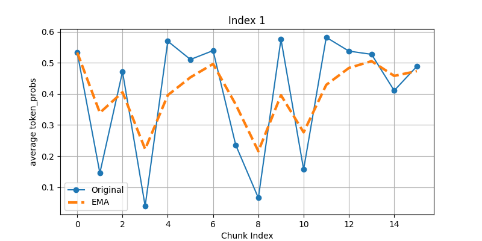 Index 1
0.6
0.5
0.4
0.3
0.2
0.1
average token_probs
Original
EMA
0 2 4 6 8 10 12 14
Chunk Index